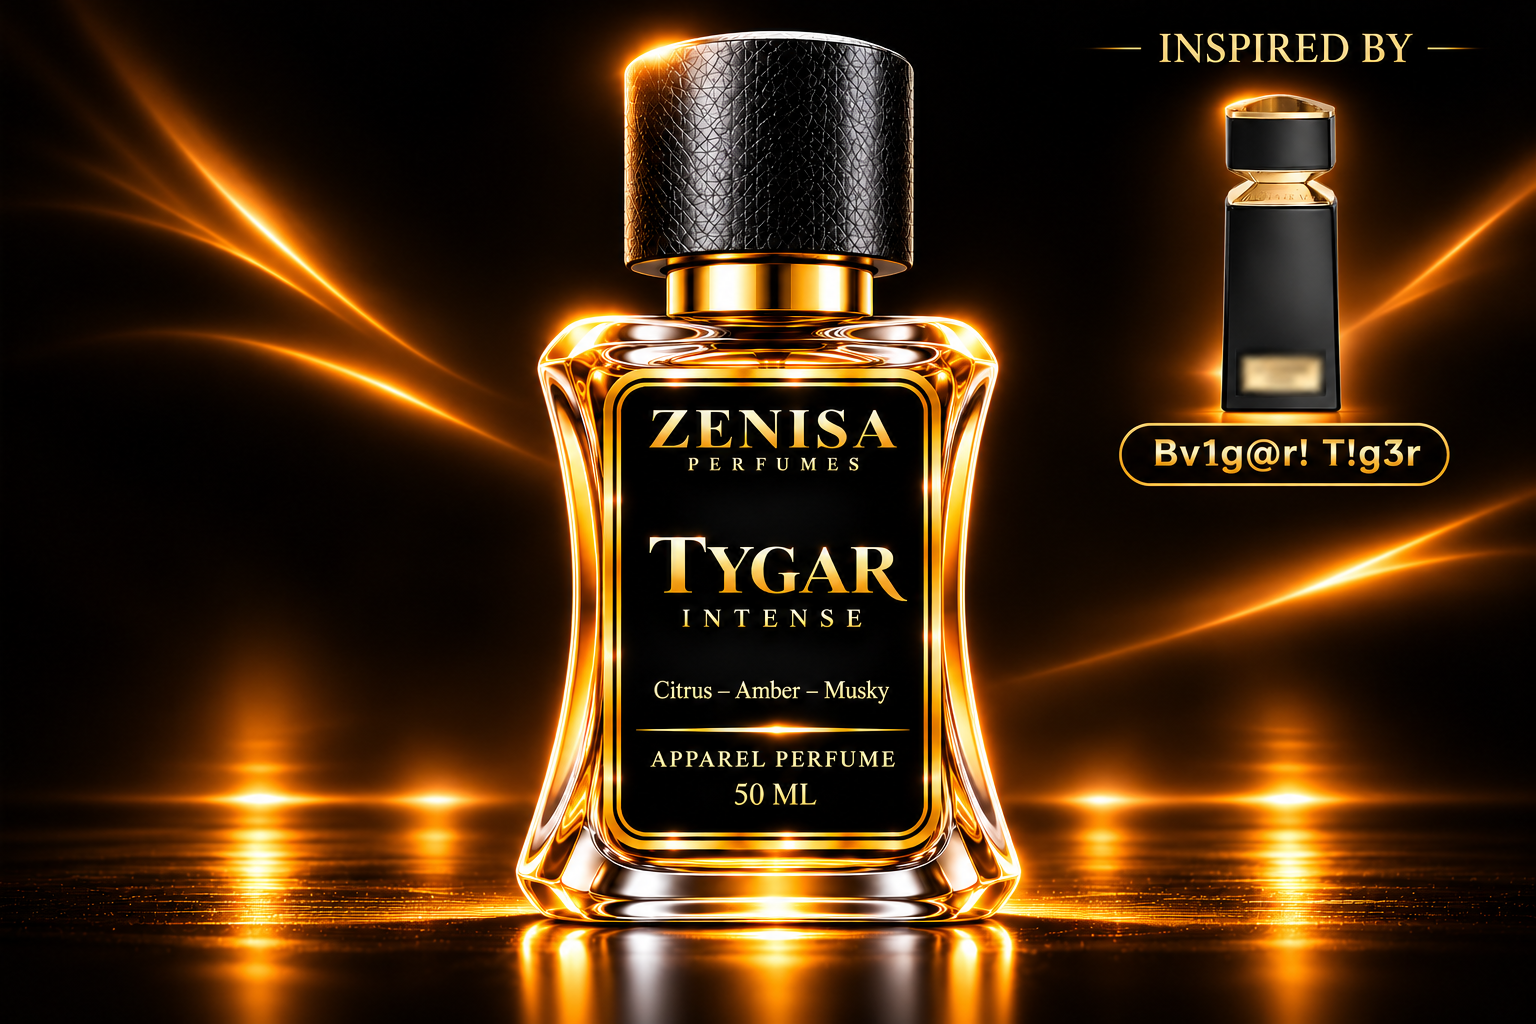 ZENISA
PERFUMES
TYGAR
INTENSE
Citrus – Amber – Musky
APPAREL PERFUME
50 ML
INSPIRED BY
Bv1g@r! T!g3r